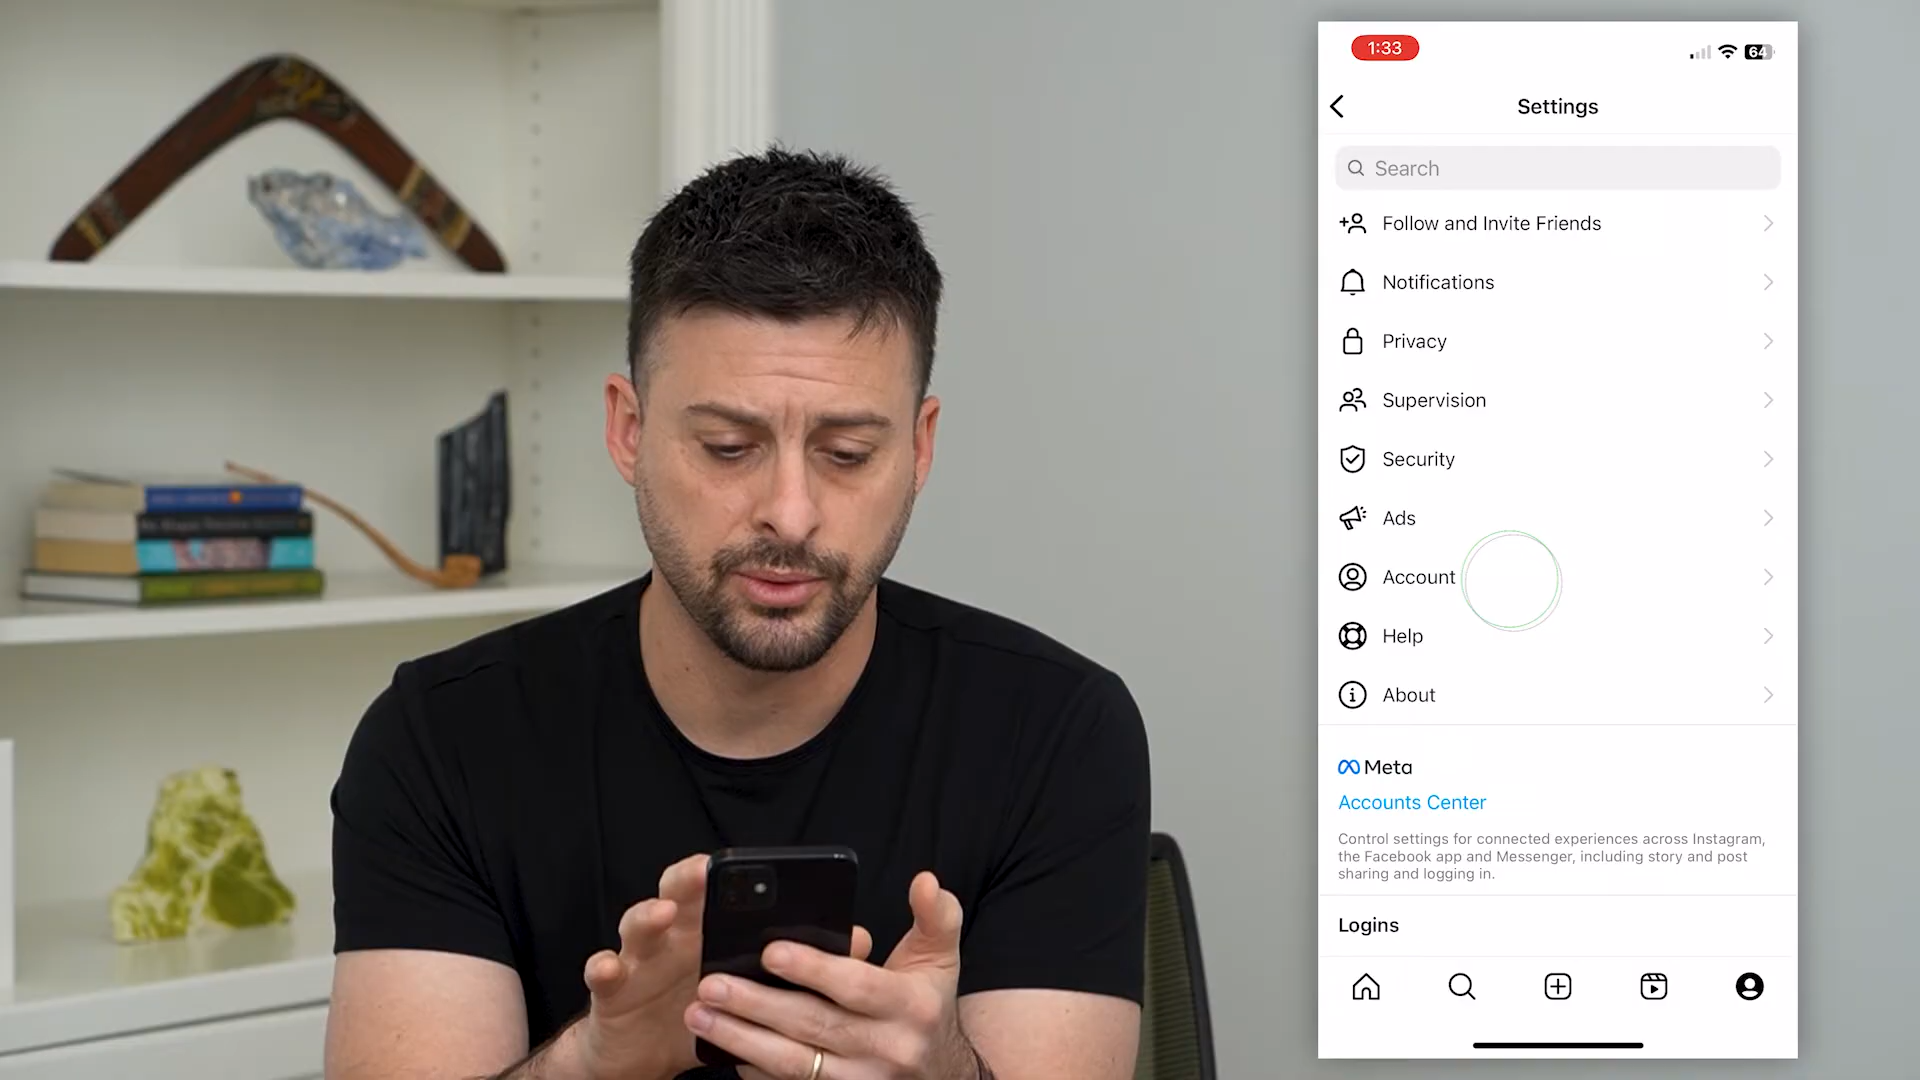 1:33
64
Settings
Search
Follow and Invite Friends
Notifications
Privacy
Supervision
Security
Ads
Account
Help
About
Meta
Accounts Center
Control settings for connected experiences across Instagram,
the Facebook app and Messenger, including story and post
sharing and logging in.
Logins